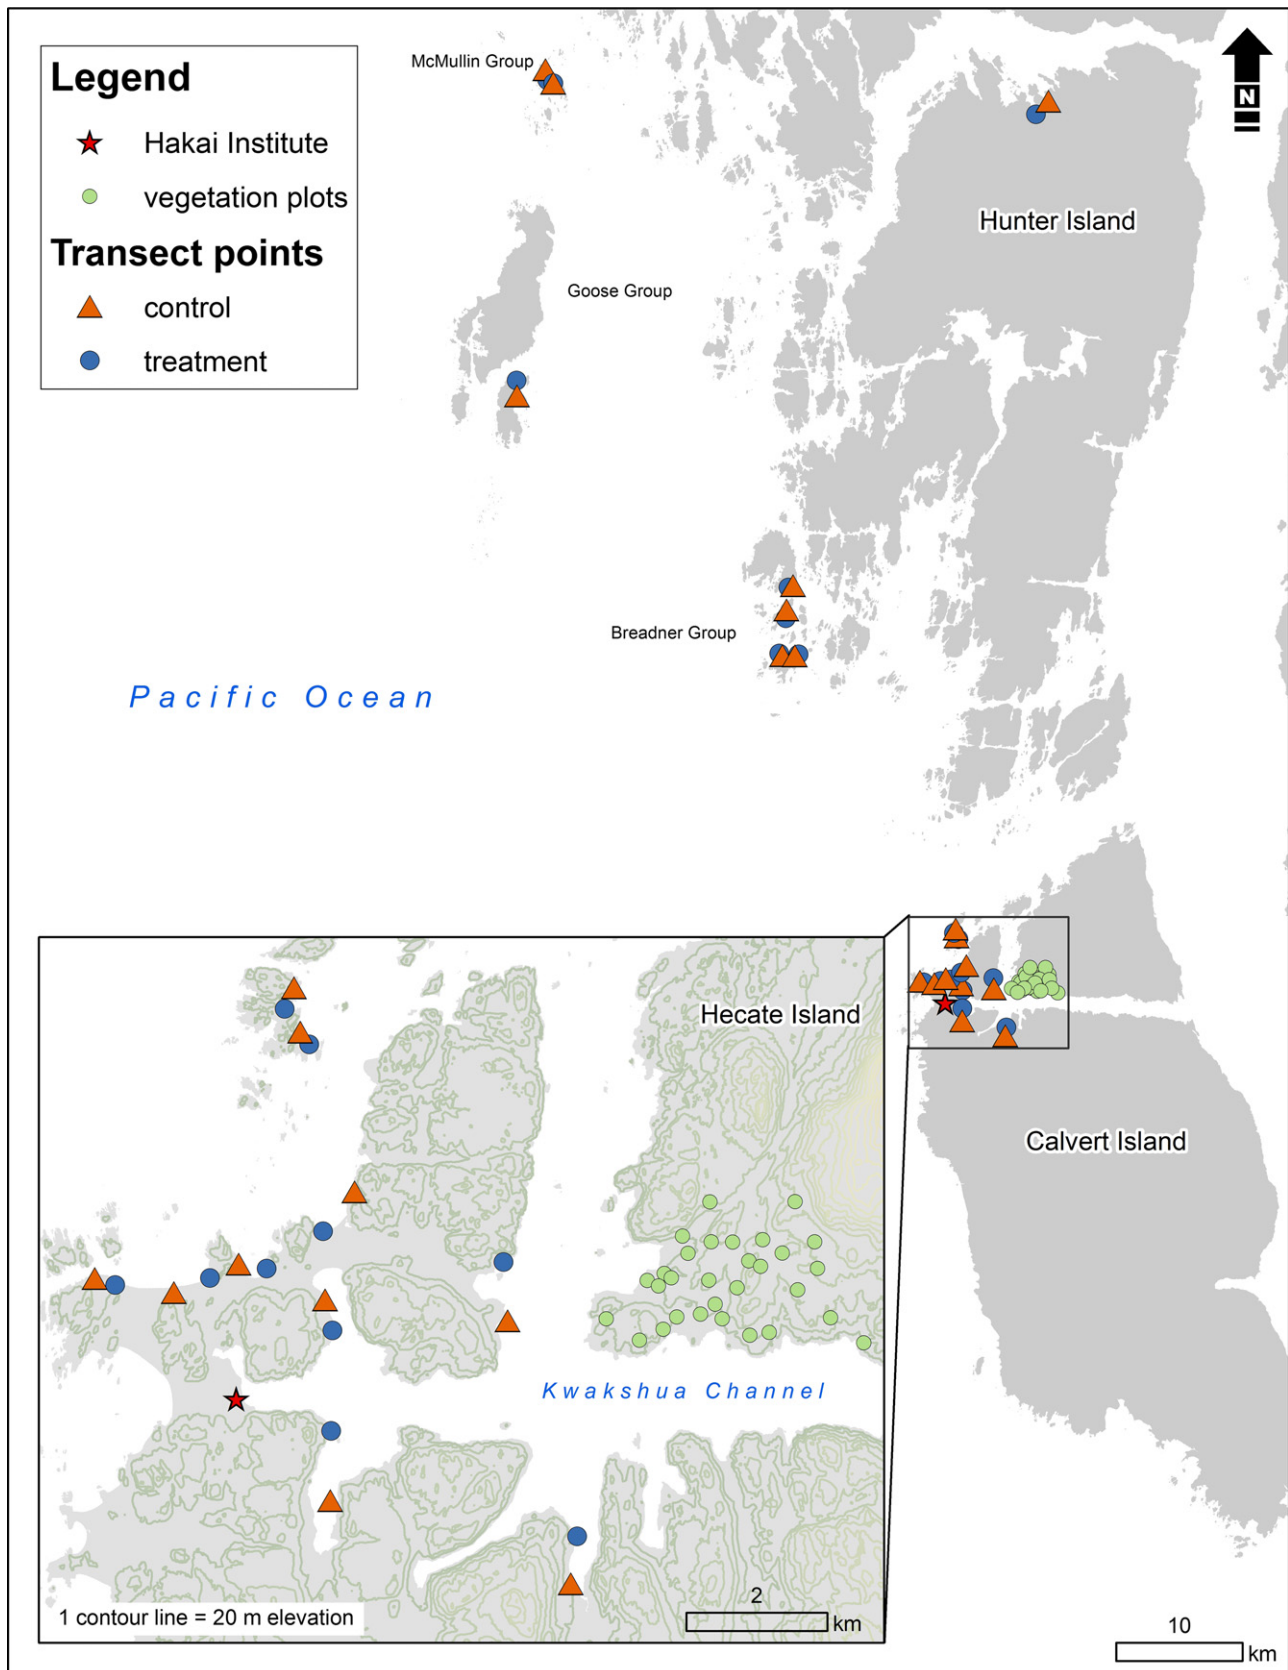 Legend
Hakai Institute
vegetation plots
Transect points
control
treatment
McMullin Group
N
Hunter Island
Goose Group
Breadner Group
Pacific Ocean
Hecate Island
Calvert Island
Kwakshua Channel
1 contour line = 20 m elevation
2
km
10
km